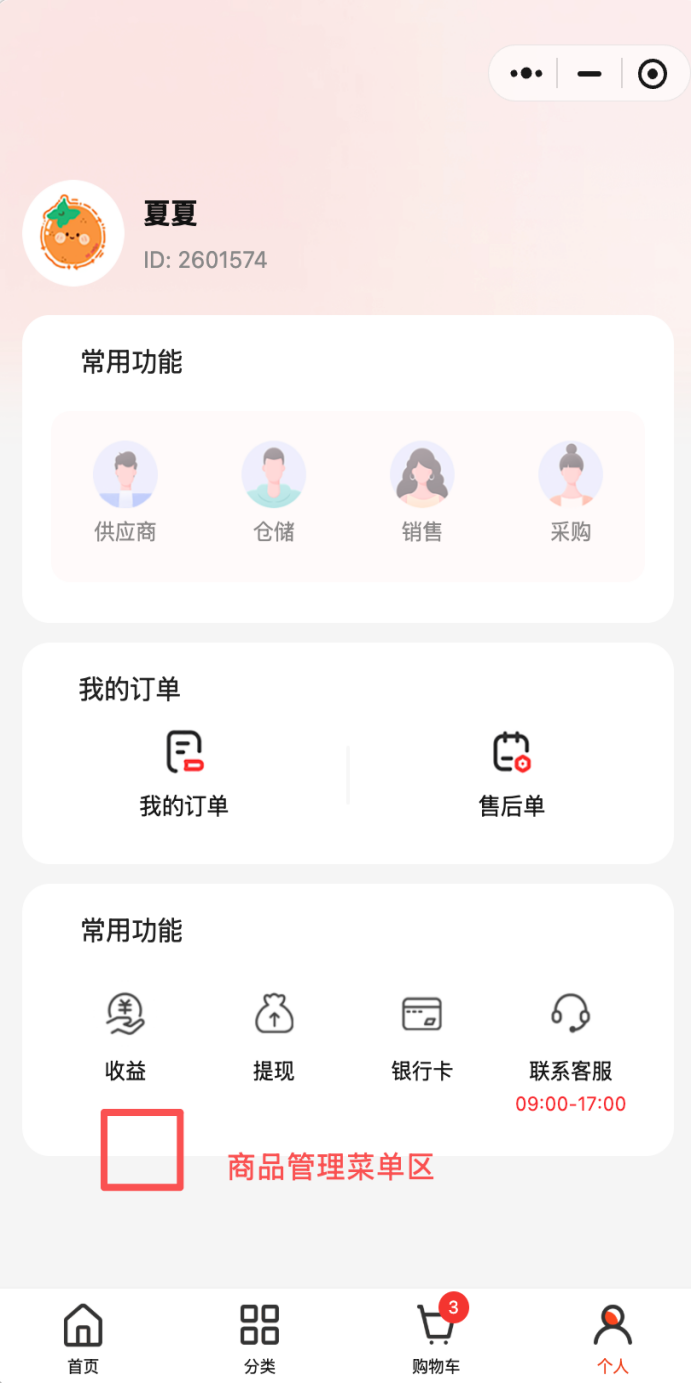 夏夏
ID: 2601574
常用功能
供应商
仓储
销售
采购
我的订单
我的订单
售后单
常用功能
收益
提现
银行卡
联系客服
09:00-17:00
商品管理菜单区
3
首页
分类
购物车
个人